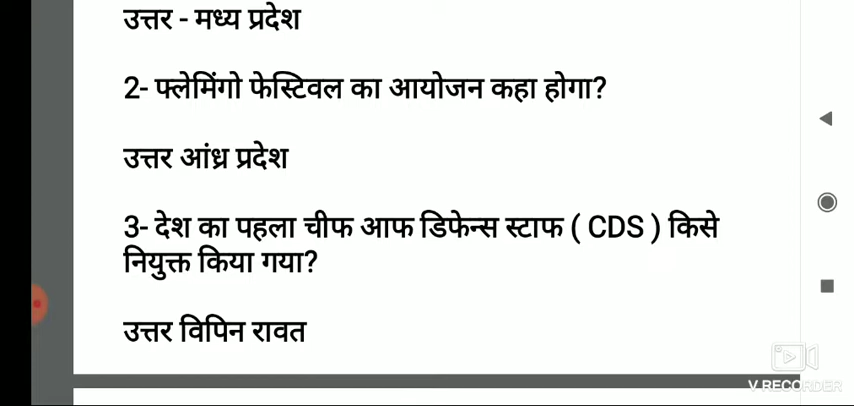 उत्तर - मध्य प्रदेश
2- फ्लेमिंगो फेस्टिवल का आयोजन कहा होगा?
उत्तर आंध्र प्रदेश
3- देश का पहला चीफ आफ डिफेन्स स्टाफ ( CDS ) किसे
नियुक्त किया गया?
उत्तर विपिन रावत
V RECORDER